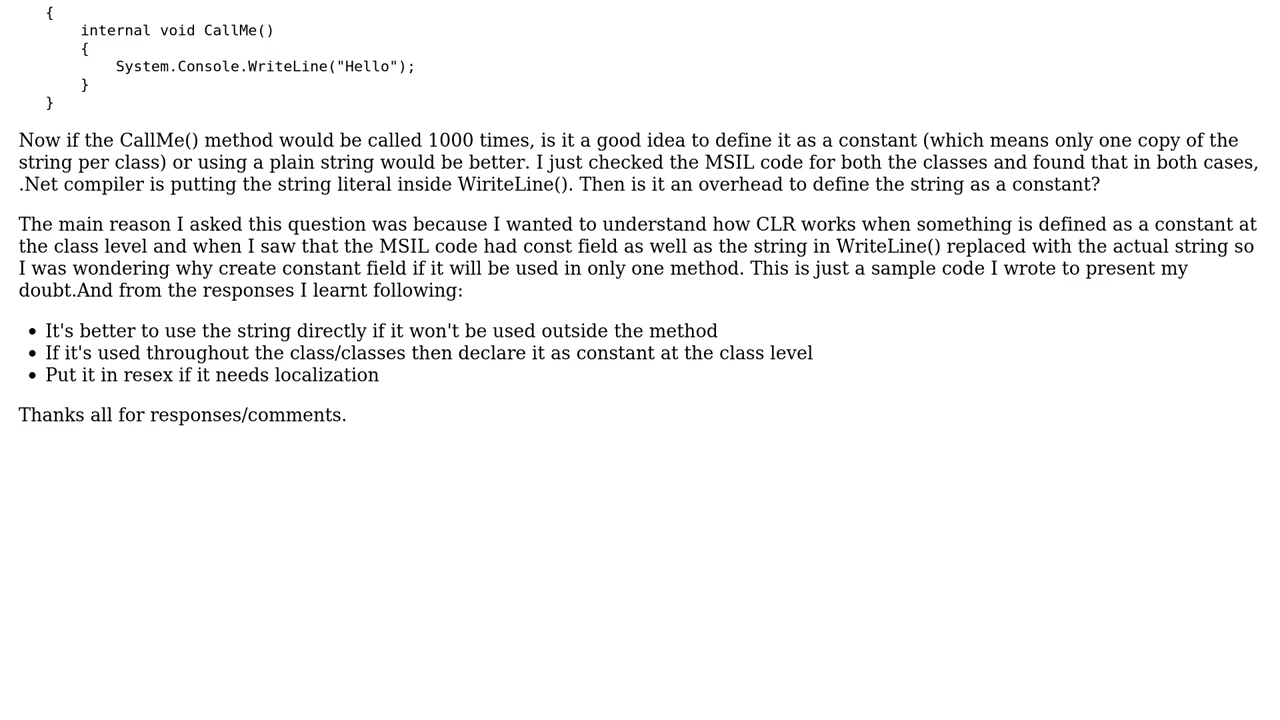 {
internal void CallMe()
{
System.Console.WriteLine("Hello");
}
}
Now if the CallMe() method would be called 1000 times, is it a good idea to define it as a constant (which means only one copy of the
string per class) or using a plain string would be better. I just checked the MSIL code for both the classes and found that in both cases,
.Net compiler is putting the string literal inside WiriteLine(). Then is it an overhead to define the string as a constant?
The main reason I asked this question was because I wanted to understand how CLR works when something is defined as a constant at
the class level and when I saw that the MSIL code had const field as well as the string in WriteLine() replaced with the actual string so
I was wondering why create constant field if it will be used in only one method. This is just a sample code I wrote to present my
doubt.And from the responses I learnt following:
• It's better to use the string directly if it won't be used outside the method
• If it's used throughout the class/classes then declare it as constant at the class level
• Put it in resex if it needs localization
Thanks all for responses/comments.